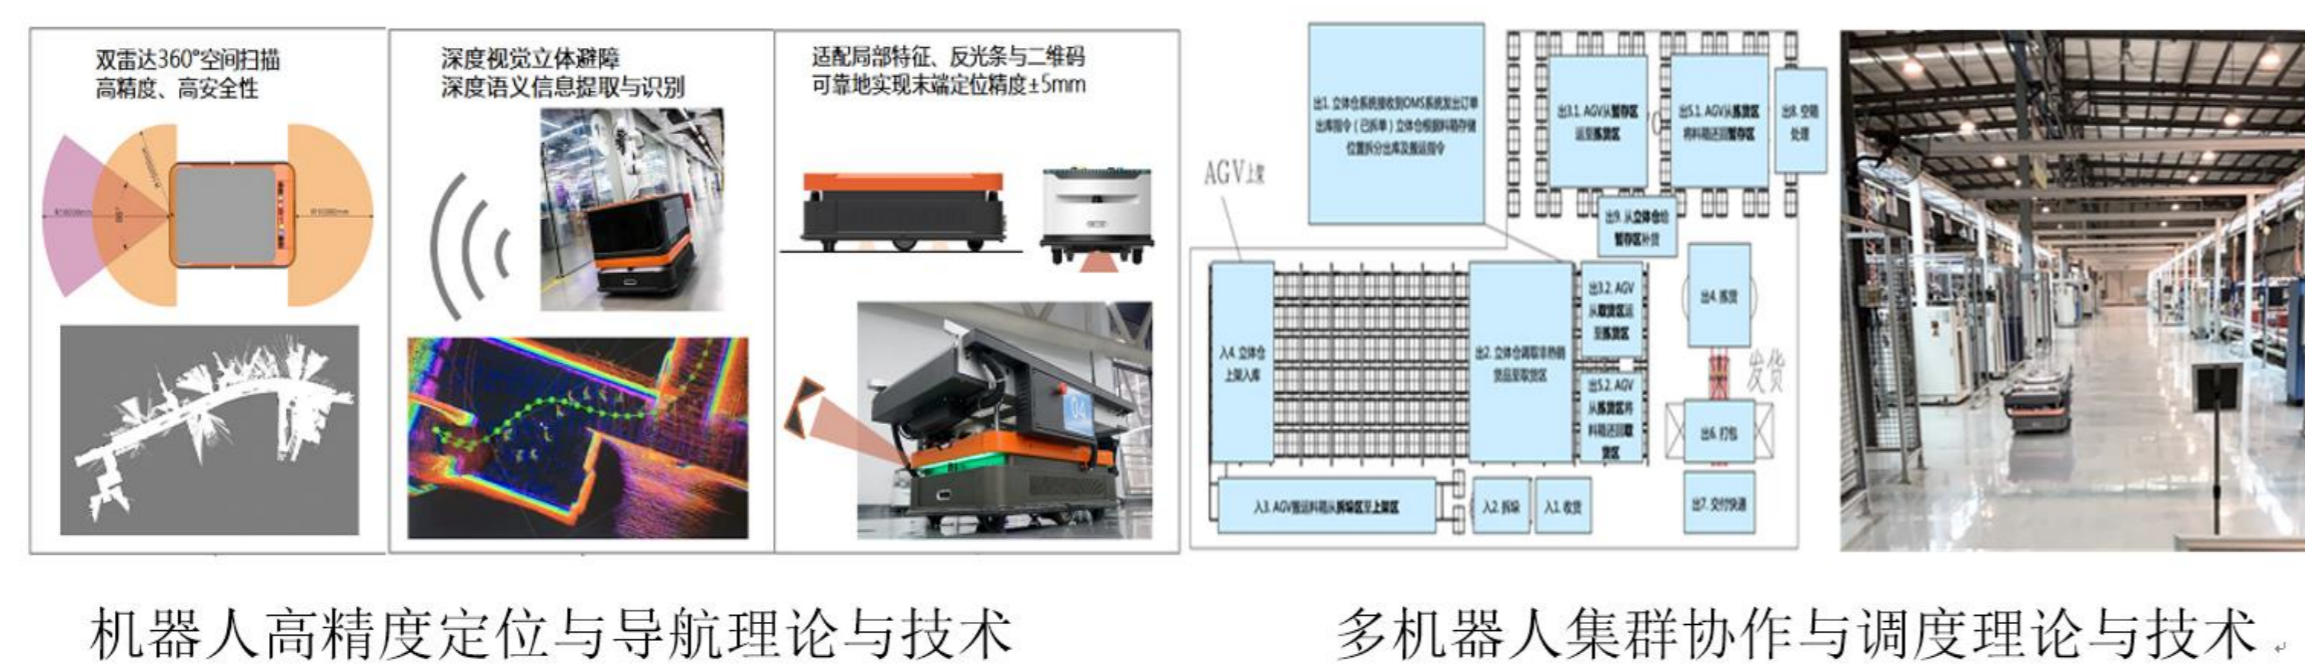 双雷达360°空间扫描
高精度、高安全性
深度视觉立体避障
深度语义信息提取与识别
适配局部特征、反光条与二维码
可靠地实现末端定位精度±5mm
AGV上架
出1. 立体仓系统接收到OMS系统发出订单
出库指令（已拆单）立体仓根据料箱存储
位置拆分出库及搬运指令
出3.1. AGV从暂存区
运至拣货区
出5.1. AGV从拣货区
将料箱还回暂存区
出8. 空箱
处理
出9. 从立体仓给
暂存区补货
入4. 立体仓
上架入库
出2. 立体仓调取非热销
货品至取货区
出3.2. AGV
从取货区运
至拣货区
出4. 拣货
出5.2. AGV
从拣货区将
料箱还回取
货区
发货
出6. 打包
入3. AGV搬运料箱从拆垛区至上架区
入2. 拆垛
入1. 收货
出7. 交付快递
机器人高精度定位与导航理论与技术
多机器人集群协作与调度理论与技术